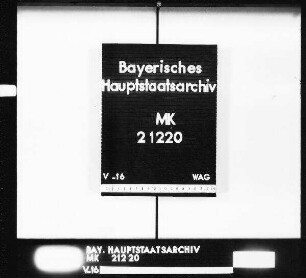 Bayerisches
Hauptstaatsarchiv
MK
21220
V-16 WAG
BAY. HAUPTSTAATSARCHIV
MK 21220
V-16